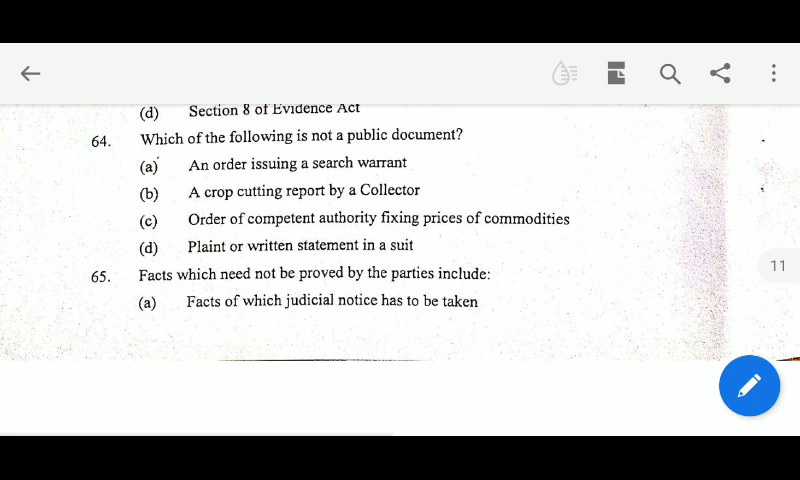 (d) Section 8 of Evidence Act
64. Which of the following is not a public document?
(a) An order issuing a search warrant
(b) A crop cutting report by a Collector
(c) Order of competent authority fixing prices of commodities
(d) Plaint or written statement in a suit
11
65. Facts which need not be proved by the parties include:
(a) Facts of which judicial notice has to be taken